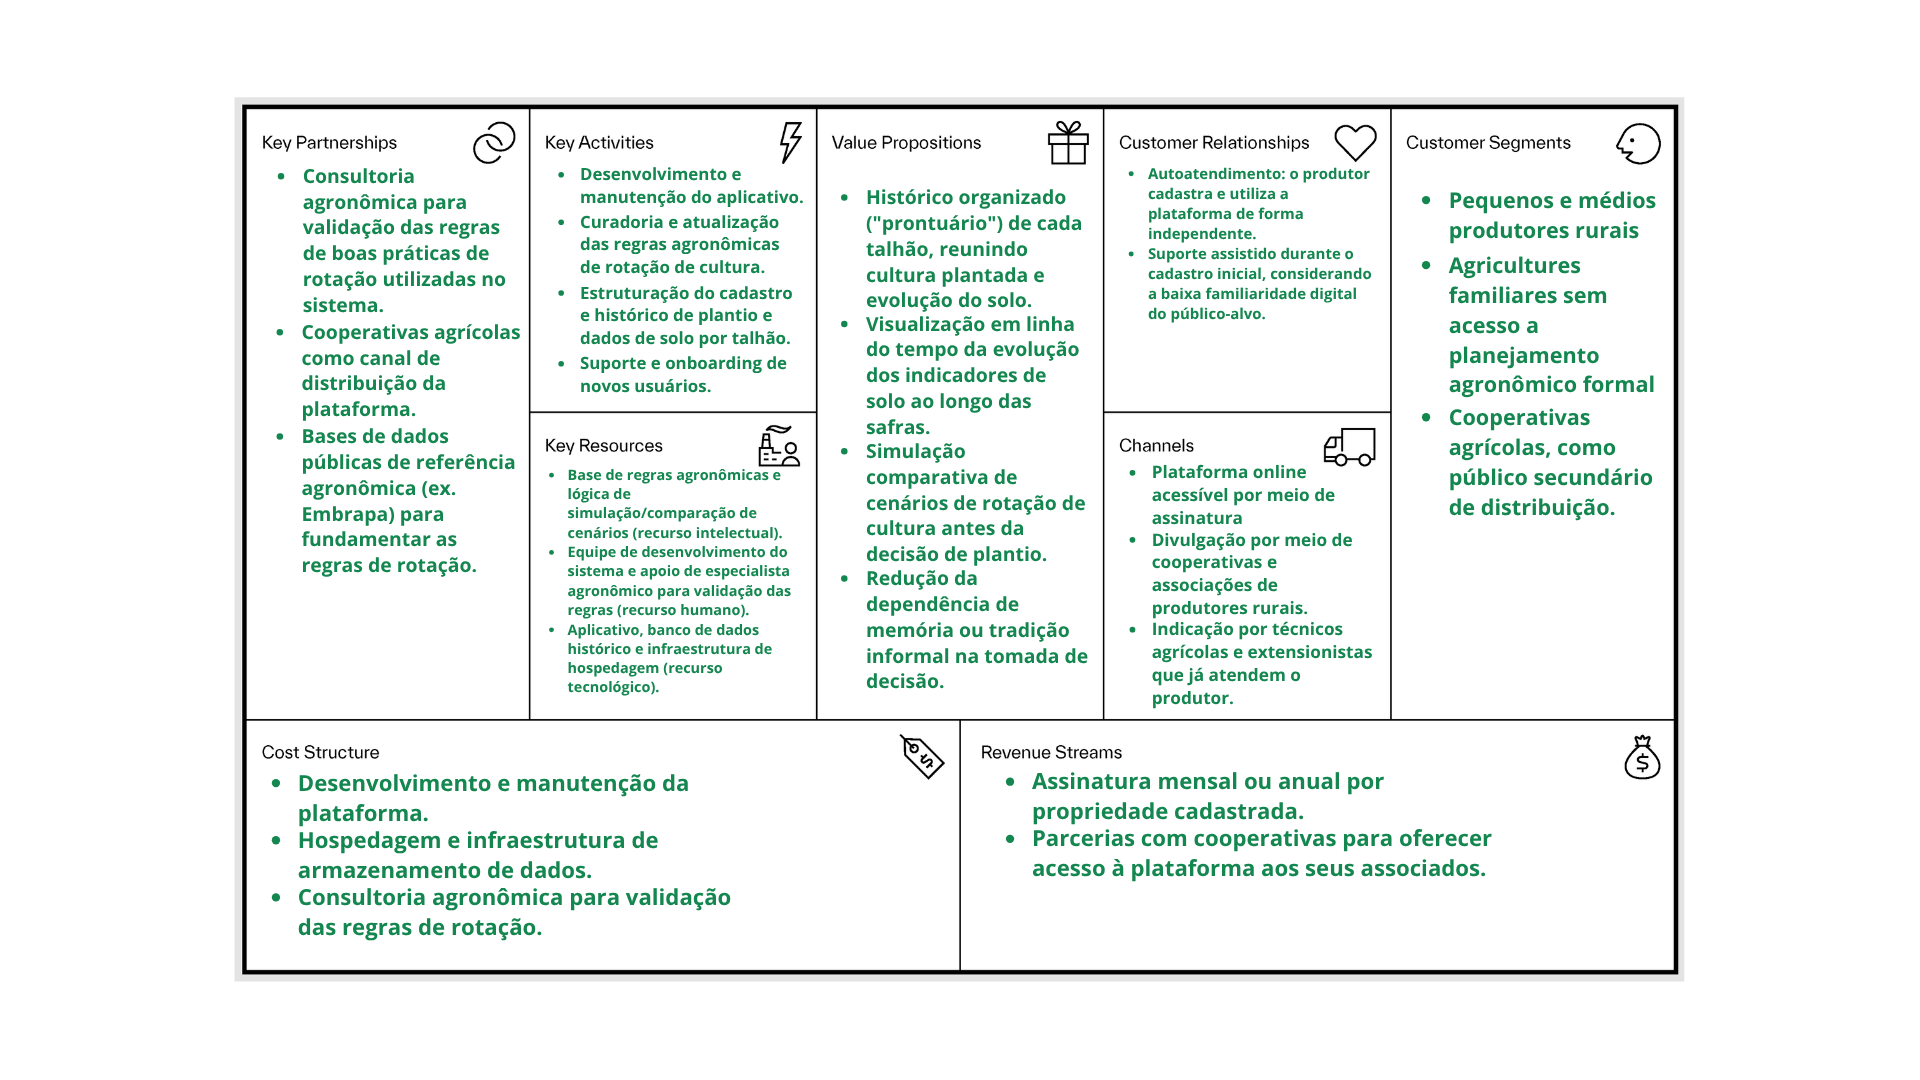 Key Partnerships
• Consultoria
agronômica para
validação das regras
de boas práticas de
rotação utilizadas no
sistema.
• Cooperativas agrícolas
como canal de
distribuição da
plataforma.
• Bases de dados
públicas de referência
agronômica (ex.
Embrapa) para
fundamentar as
regras de rotação.
Key Activities
• Desenvolvimento e
manutenção do aplicativo.
• Curadoria e atualização
das regras agronômicas
de rotação de cultura.
• Estruturação do cadastro
e histórico de plantio e
dados de solo por talhão.
• Suporte e onboarding de
novos usuários.
Key Resources
• Base de regras agronômicas e
lógica de
simulação/comparação de
cenários (recurso intelectual).
• Equipe de desenvolvimento do
sistema e apoio de especialista
agronômico para validação das
regras (recurso humano).
• Aplicativo, banco de dados
histórico e infraestrutura de
hospedagem (recurso
tecnológico).
Value Propositions
• Histórico organizado
("prontuário") de cada
talhão, reunindo
cultura plantada e
evolução do solo.
• Visualização em linha
do tempo da evolução
dos indicadores de
solo ao longo das
safras.
• Simulação
comparativa de
cenários de rotação de
cultura antes da
decisão de plantio.
• Redução da
dependência de
memória ou tradição
informal na tomada de
decisão.
Customer Relationships
• Autoatendimento: o produtor
cadastra e utiliza a
plataforma de forma
independente.
• Suporte assistido durante o
cadastro inicial, considerando
a baixa familiaridade digital
do público-alvo.
Channels
• Plataforma online
acessível por meio de
assinatura
• Divulgação por meio de
cooperativas e
associações de
produtores rurais.
• Indicação por técnicos
agrícolas e extensionistas
que já atendem o
produtor.
Customer Segments
• Pequenos e médios
produtores rurais
• Agricultures
familiares sem
acesso a
planejamento
agronômico formal
• Cooperativas
agrícolas, como
público secundário
de distribuição.
Cost Structure
• Desenvolvimento e manutenção da
plataforma.
• Hospedagem e infraestrutura de
armazenamento de dados.
• Consultoria agronômica para validação
das regras de rotação.
Revenue Streams
• Assinatura mensal ou anual por
propriedade cadastrada.
• Parcerias com cooperativas para oferecer
acesso à plataforma aos seus associados.